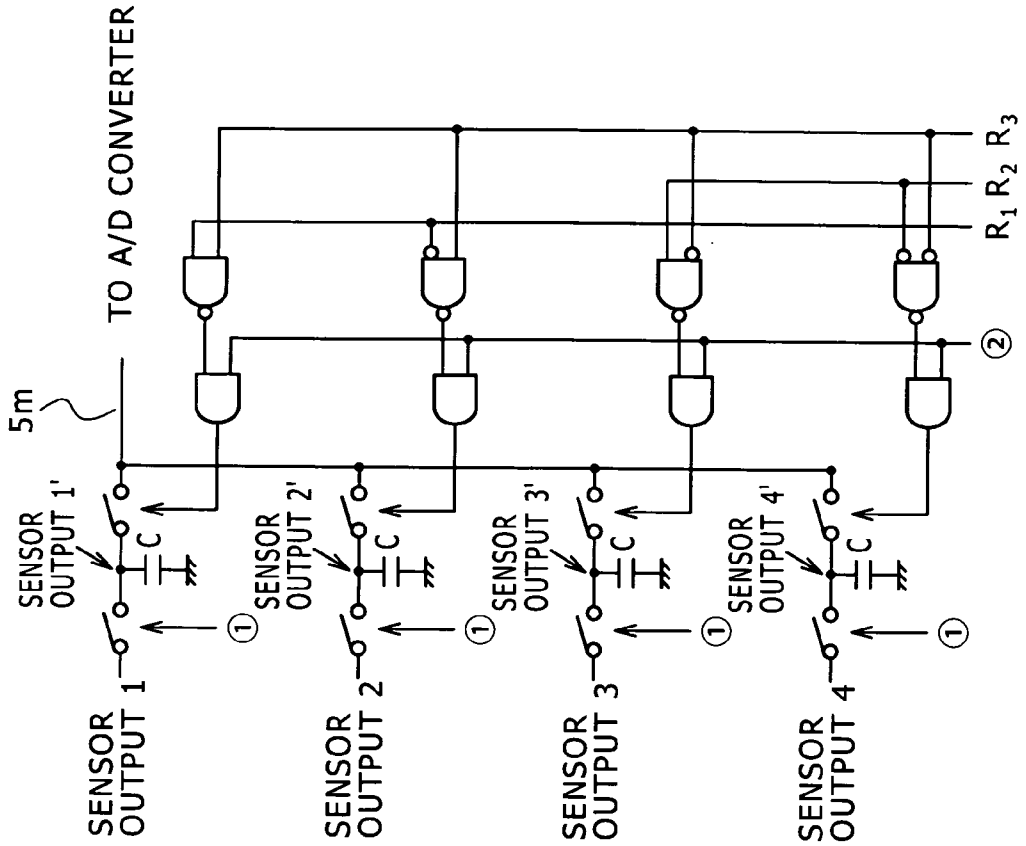 5m
TO A/D CONVERTER
SENSOR
OUTPUT 1'
C
SENSOR
OUTPUT 1
①
SENSOR
OUTPUT 2'
C
SENSOR
OUTPUT 2
①
SENSOR
OUTPUT 3'
C
SENSOR
OUTPUT 3
①
SENSOR
OUTPUT 4'
C
SENSOR
OUTPUT 4
①
②
R1 R2 R3